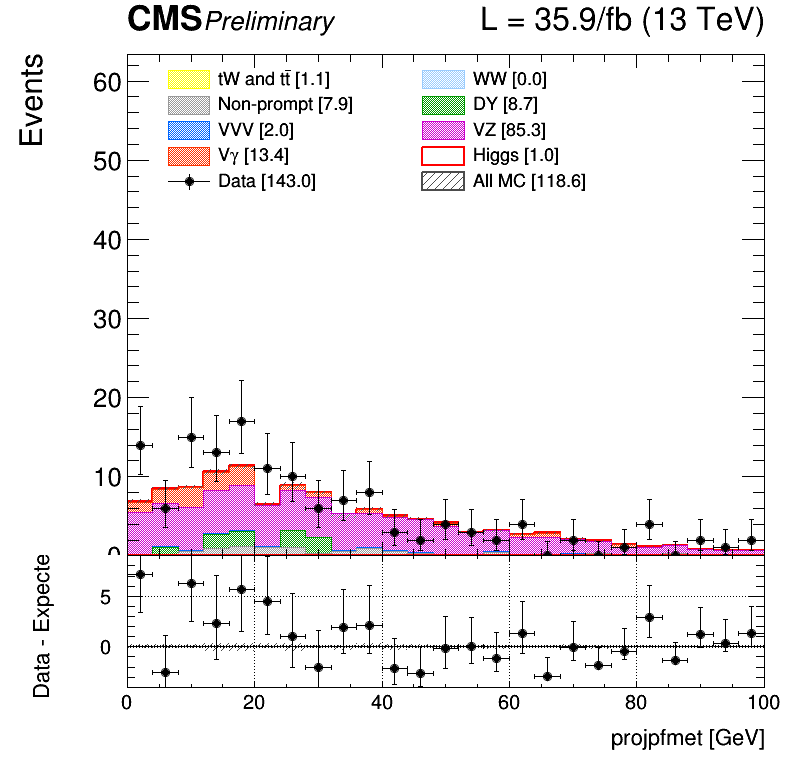 CMS Preliminary L = 35.9/fb (13 TeV)
Events
60
50
40
30
20
10
0
tW and tt̄ [1.1]
Non-prompt [7.9]
VVV [2.0]
Vγ [13.4]
Data [143.0]
WW [0.0]
DY [8.7]
VZ [85.3]
Higgs [1.0]
All MC [118.6]
Data - Expecte
5
0
0 20 40 60 80 100
projpfmet [GeV]